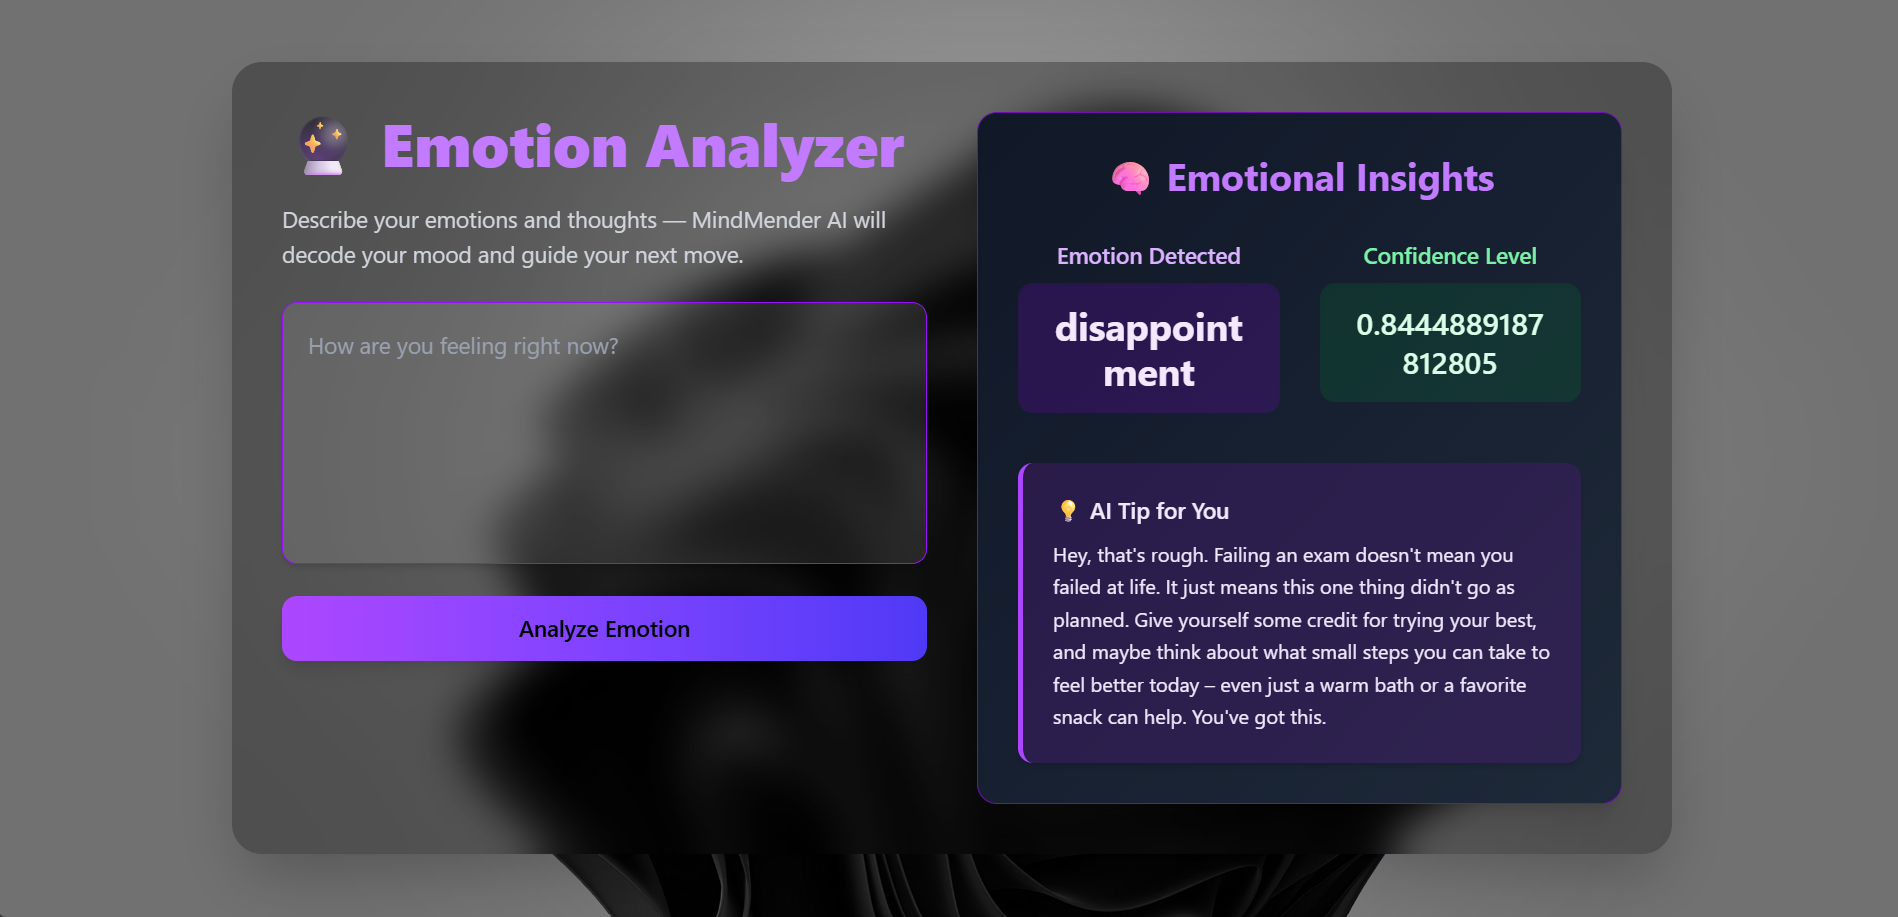 Emotion Analyzer
Describe your emotions and thoughts — MindMender AI will
decode your mood and guide your next move.
How are you feeling right now?
Analyze Emotion
Emotional Insights
Emotion Detected
disappoint
ment
Confidence Level
0.8444889187
812805
AI Tip for You
Hey, that's rough. Failing an exam doesn't mean you
failed at life. It just means this one thing didn't go as
planned. Give yourself some credit for trying your best,
and maybe think about what small steps you can take to
feel better today – even just a warm bath or a favorite
snack can help. You've got this.